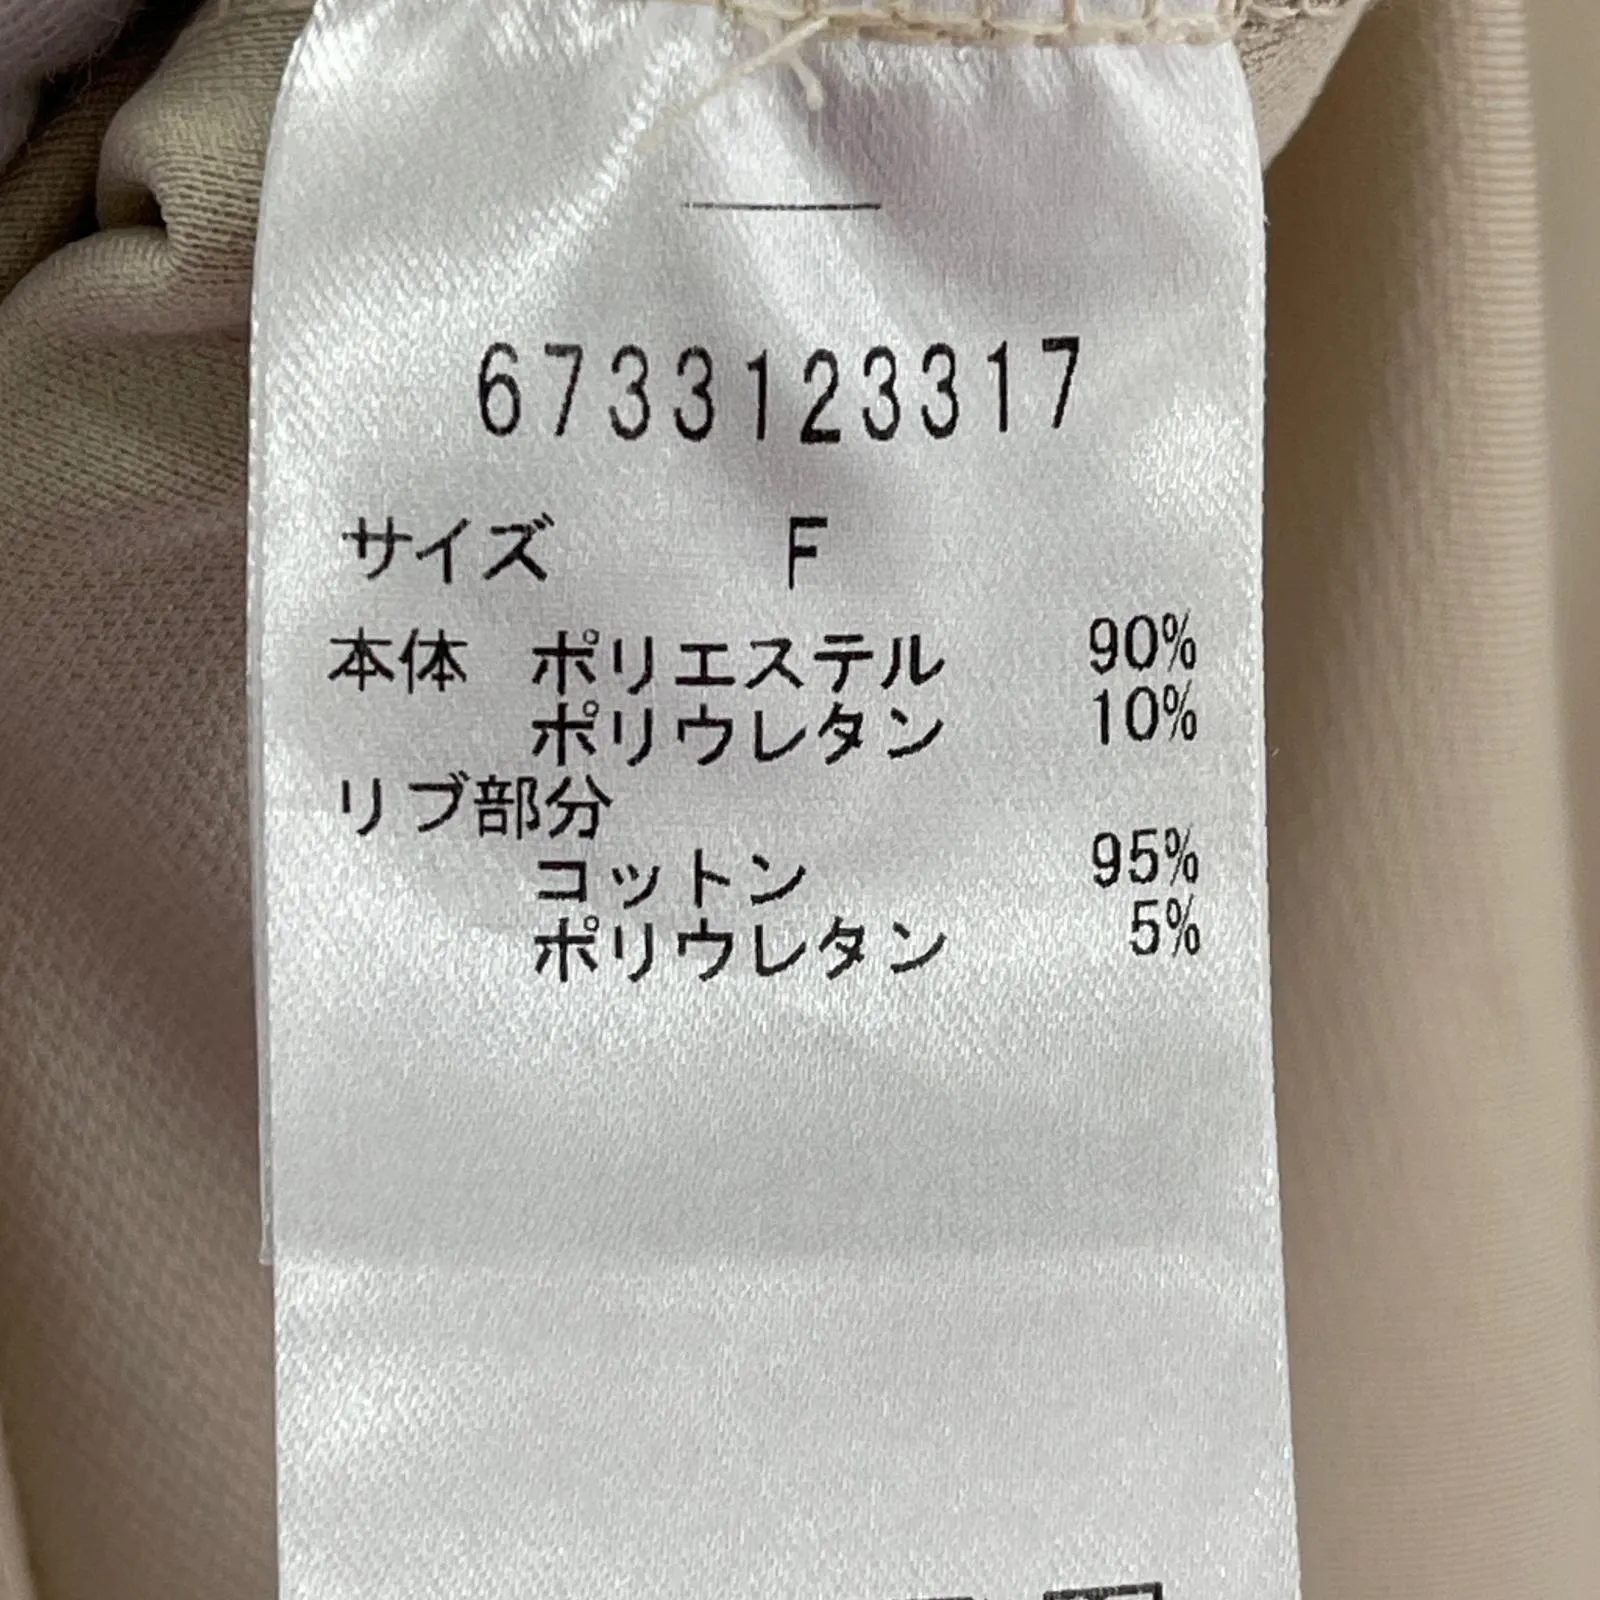 6733123317
サイズ F
本体 ポリエステル 90%
ポリウレタン 10%
リブ部分
コットン 95%
ポリウレタン 5%